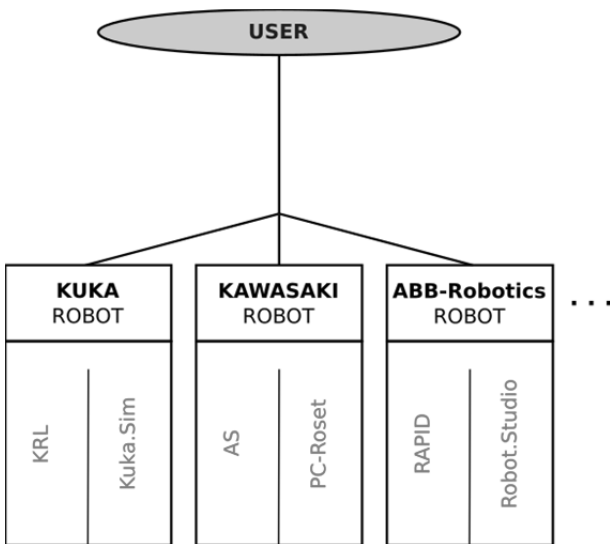 USER
KUKA
ROBOT
KRL
Kuka.Sim
KAWASAKI
ROBOT
AS
PC-Roset
ABB-Robotics
ROBOT
RAPID
Robot.Studio
...